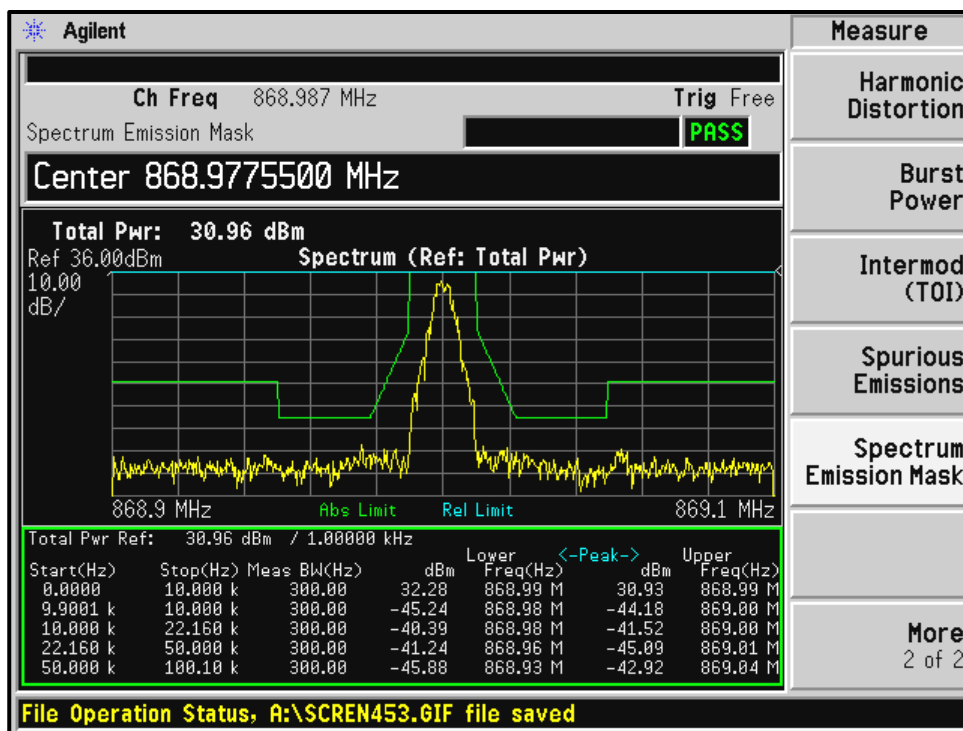 Agilent
Measure
Ch Freq 868.987 MHz Trig Free
Spectrum Emission Mask PASS
Center 868.9775500 MHz
Total Pwr: 30.96 dBm
Ref 36.00dBm Spectrum (Ref: Total Pwr)
10.00
dB/
868.9 MHz Abs Limit Rel Limit 869.1 MHz
Total Pwr Ref: 30.96 dBm / 1.00000 kHz
Lower <-Peak-> Upper
Start(Hz) Stop(Hz) Meas BW(Hz) dBm Freq(Hz) dBm Freq(Hz)
0.0000 10.000 k 300.00 32.28 868.99 M 30.93 868.99 M
9.9001 k 10.000 k 300.00 -45.24 868.98 M -44.18 869.00 M
10.000 k 22.160 k 300.00 -40.39 868.98 M -41.52 869.00 M
22.160 k 50.000 k 300.00 -41.24 868.96 M -45.09 869.01 M
50.000 k 100.10 k 300.00 -45.88 868.93 M -42.92 869.04 M
File Operation Status, A:\SCREN453.GIF file saved
Harmonic
Distortion
Burst
Power
Intermod
(TOI)
Spurious
Emissions
Spectrum
Emission Mask
More
2 of 2